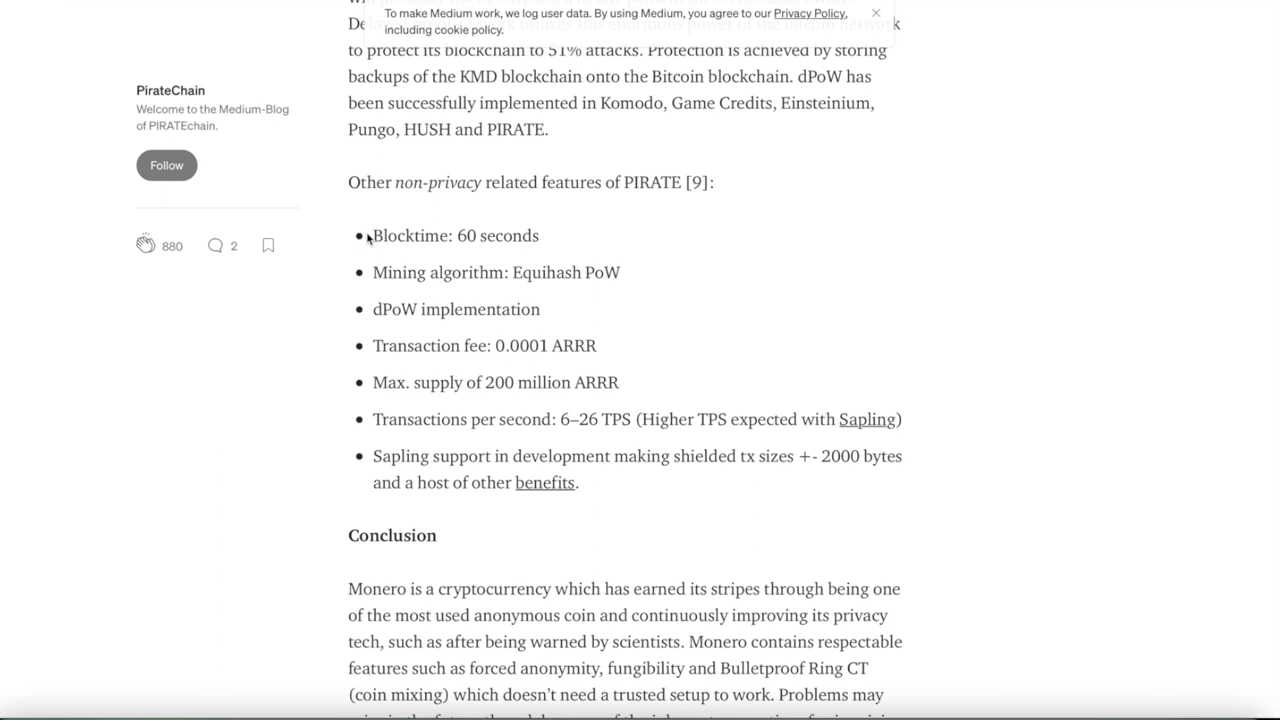 To make Medium work, we log user data. By using Medium, you agree to our Privacy Policy,
including cookie policy.
to protect its blockchain to 51% attacks. Protection is achieved by storing
backups of the KMD blockchain onto the Bitcoin blockchain. dPoW has
been successfully implemented in Komodo, Game Credits, Einsteinium,
Pungo, HUSH and PIRATE.
PirateChain
Welcome to the Medium-Blog
of PIRATEchain.
Follow
880
2
Other non-privacy related features of PIRATE [9]:
• Blocktime: 60 seconds
• Mining algorithm: Equihash PoW
• dPoW implementation
• Transaction fee: 0.0001 ARRR
• Max. supply of 200 million ARRR
• Transactions per second: 6–26 TPS (Higher TPS expected with Sapling)
• Sapling support in development making shielded tx sizes +- 2000 bytes
and a host of other benefits.
Conclusion
Monero is a cryptocurrency which has earned its stripes through being one
of the most used anonymous coin and continuously improving its privacy
tech, such as after being warned by scientists. Monero contains respectable
features such as forced anonymity, fungibility and Bulletproof Ring CT
(coin mixing) which doesn't need a trusted setup to work. Problems may